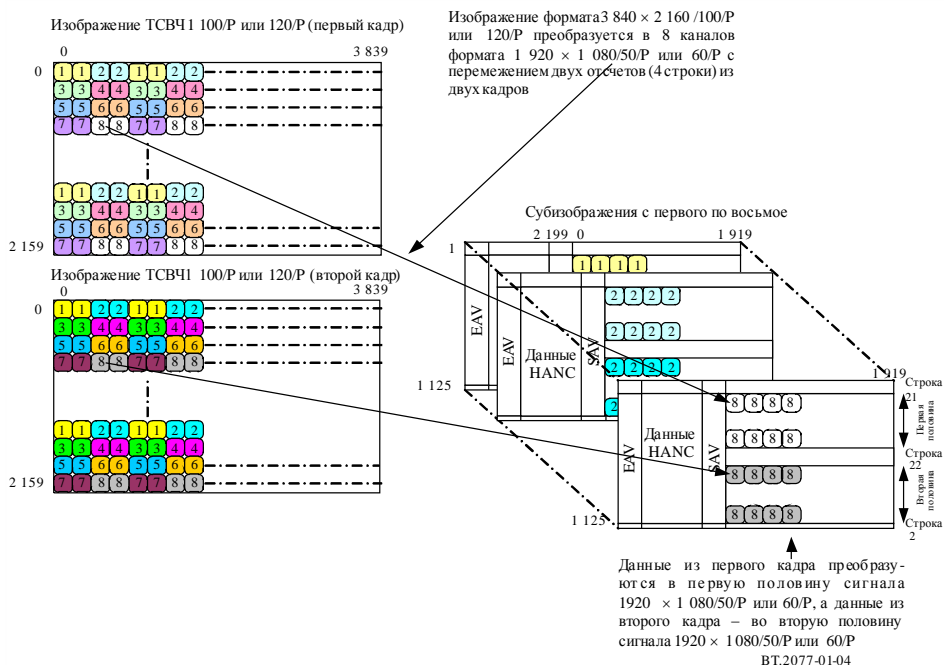 Изображение ТСВЧ1 100/P или 120/P (первый кадр)
0 3 839
0
1 1 2 2 1 1 2 2
3 3 4 4 3 3 4 4
5 5 6 6 5 5 6 6
7 7 8 8 7 7 8 8
1 1 2 2 1 1 2 2
3 3 4 4 3 3 4 4
5 5 6 6 5 5 6 6
7 7 8 8 7 7 8 8
2 159
Изображение формата 3 840 × 2 160 /100/P
или 120/P преобразуется в 8 каналов
формата 1 920 × 1 080/50/P или 60/P с
перемежением двух отсчетов (4 строки) из
двух кадров
Изображение ТСВЧ1 100/P или 120/P (второй кадр)
0 3 839
0
1 1 2 2 1 1 2 2
3 3 4 4 3 3 4 4
5 5 6 6 5 5 6 6
7 7 8 8 7 7 8 8
1 1 2 2 1 1 2 2
3 3 4 4 3 3 4 4
5 5 6 6 5 5 6 6
7 7 8 8 7 7 8 8
2 159
Субизображения с первого по восьмое
2 199 0 1 919
1
1 1 1 1
EAV
1 125
2 2 2 2
2 2 2 2
2 2 2 2
2
EAV
Данные
HANC
SAV
1 919
8 8 8 8
8 8 8 8
8 8 8 8
8 8 8 8
EAV
Данные
HANC
SAV
1 125
Строка
21
Первая
половина
Строка
22
Вторая
половина
Строка
2
Данные из первого кадра преобразу-
ются в первую половину сигнала
1920 × 1 080/50/P или 60/P, а данные из
второго кадра – во вторую половину
сигнала 1920 × 1080/50/P или 60/P
BT.2077-01-04